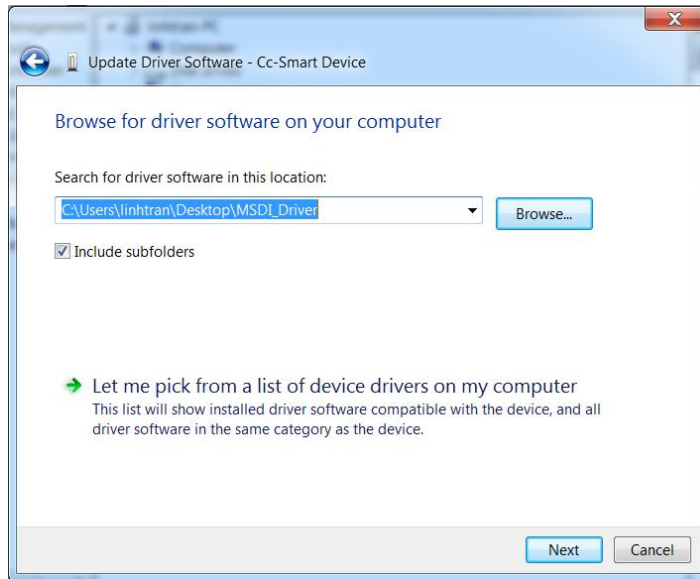 Update Driver Software - Cc-Smart Device
Browse for driver software on your computer
Search for driver software in this location:
C:\Users\linhtran\Desktop\MSDI_Driver
Browse...
Include subfolders
Let me pick from a list of device drivers on my computer
This list will show installed driver software compatible with the device, and all
driver software in the same category as the device.
Next
Cancel